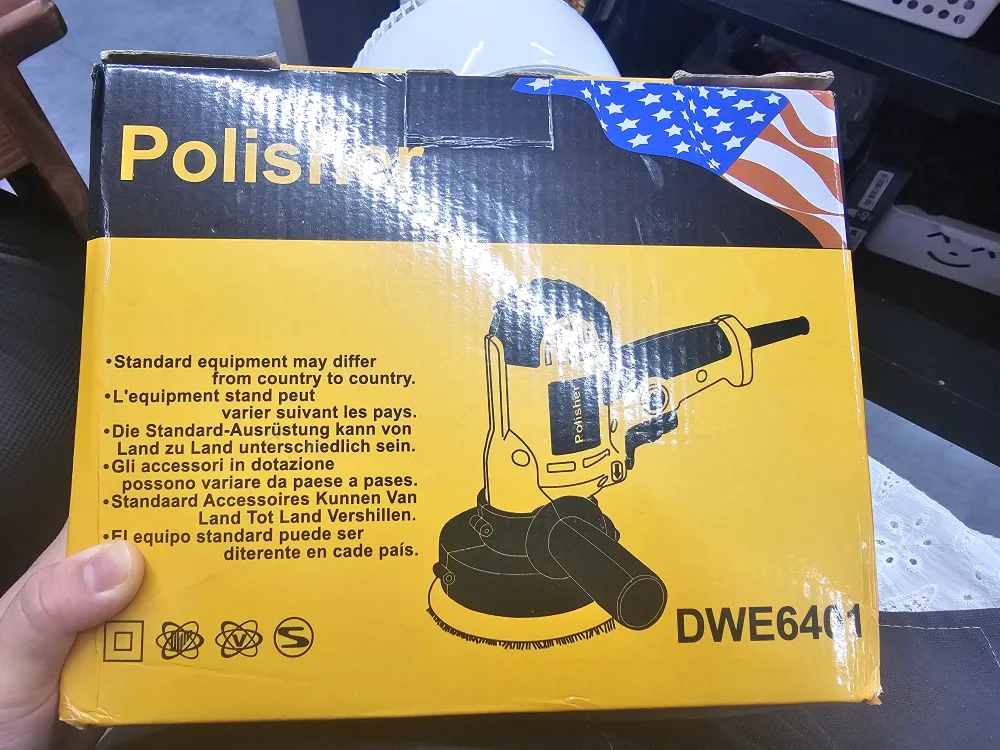 Polisher
•Standard equipment may differ
from country to country.
•L'equipment stand peut
varier suivant les pays.
•Die Standard-Ausrüstung kann von
Land zu Land unterschiedlich sein.
•Gli accessori in dotazione
possono variare da paese a pases.
•Standaard Accessoires Kunnen Van
Land Tot Land Vershillen.
•El equipo standard puede ser
diterente en cade país.
Polisher
V
S
DWE6401